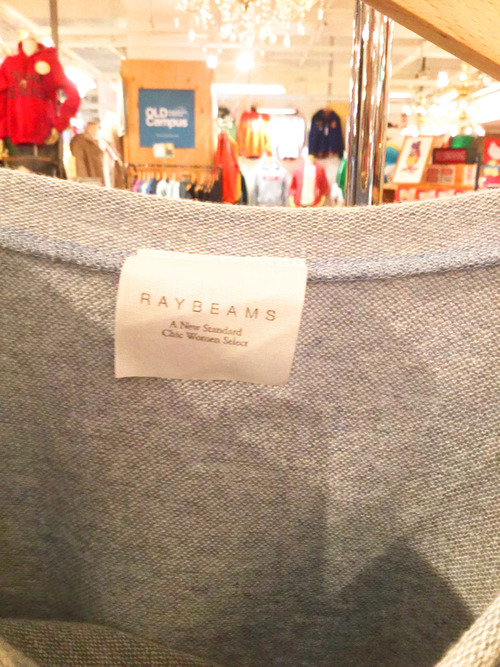 OLD
Campus
RAYBEAMS
A New Standard
Chic Women Select